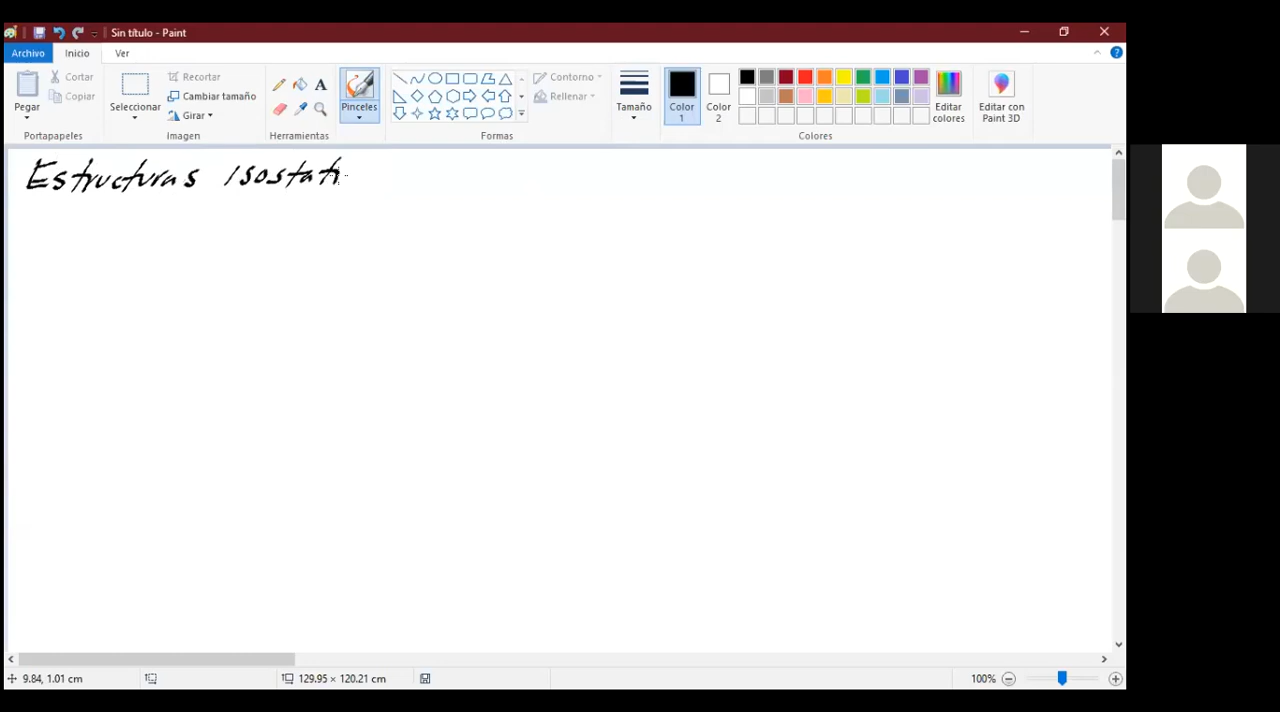 Sin título - Paint
Archivo Inicio Ver
Pegar
Cortar
Copiar
Portapapeles
Seleccionar
Recortar
Cambiar tamaño
Girar
Imagen
A
Herramientas
Pinceles
Contorno
Rellenar
Formas
Tamaño
Color 1
Color 2
Editar colores
Colores
Editar con Paint 3D
Estructuras Isostati
9.84, 1.01 cm
129.95 × 120.21 cm
100%